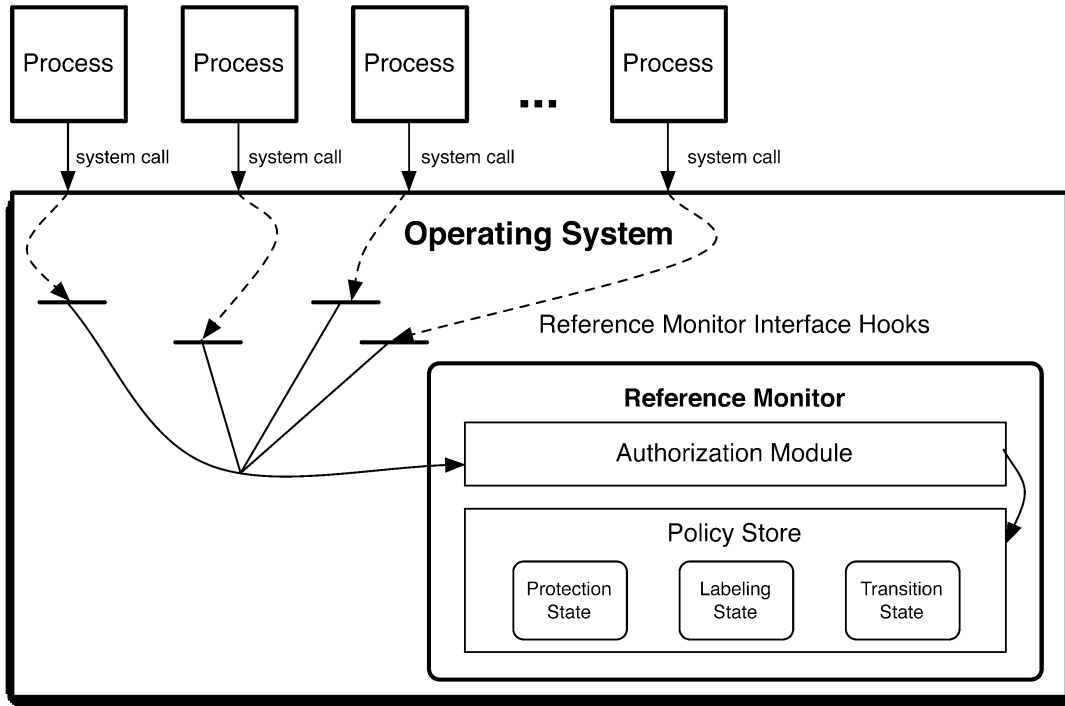 Process
Process
Process
...
Process
system call
system call
system call
system call
Operating System
Reference Monitor Interface Hooks
Reference Monitor
Authorization Module
Policy Store
Protection
State
Labeling
State
Transition
State